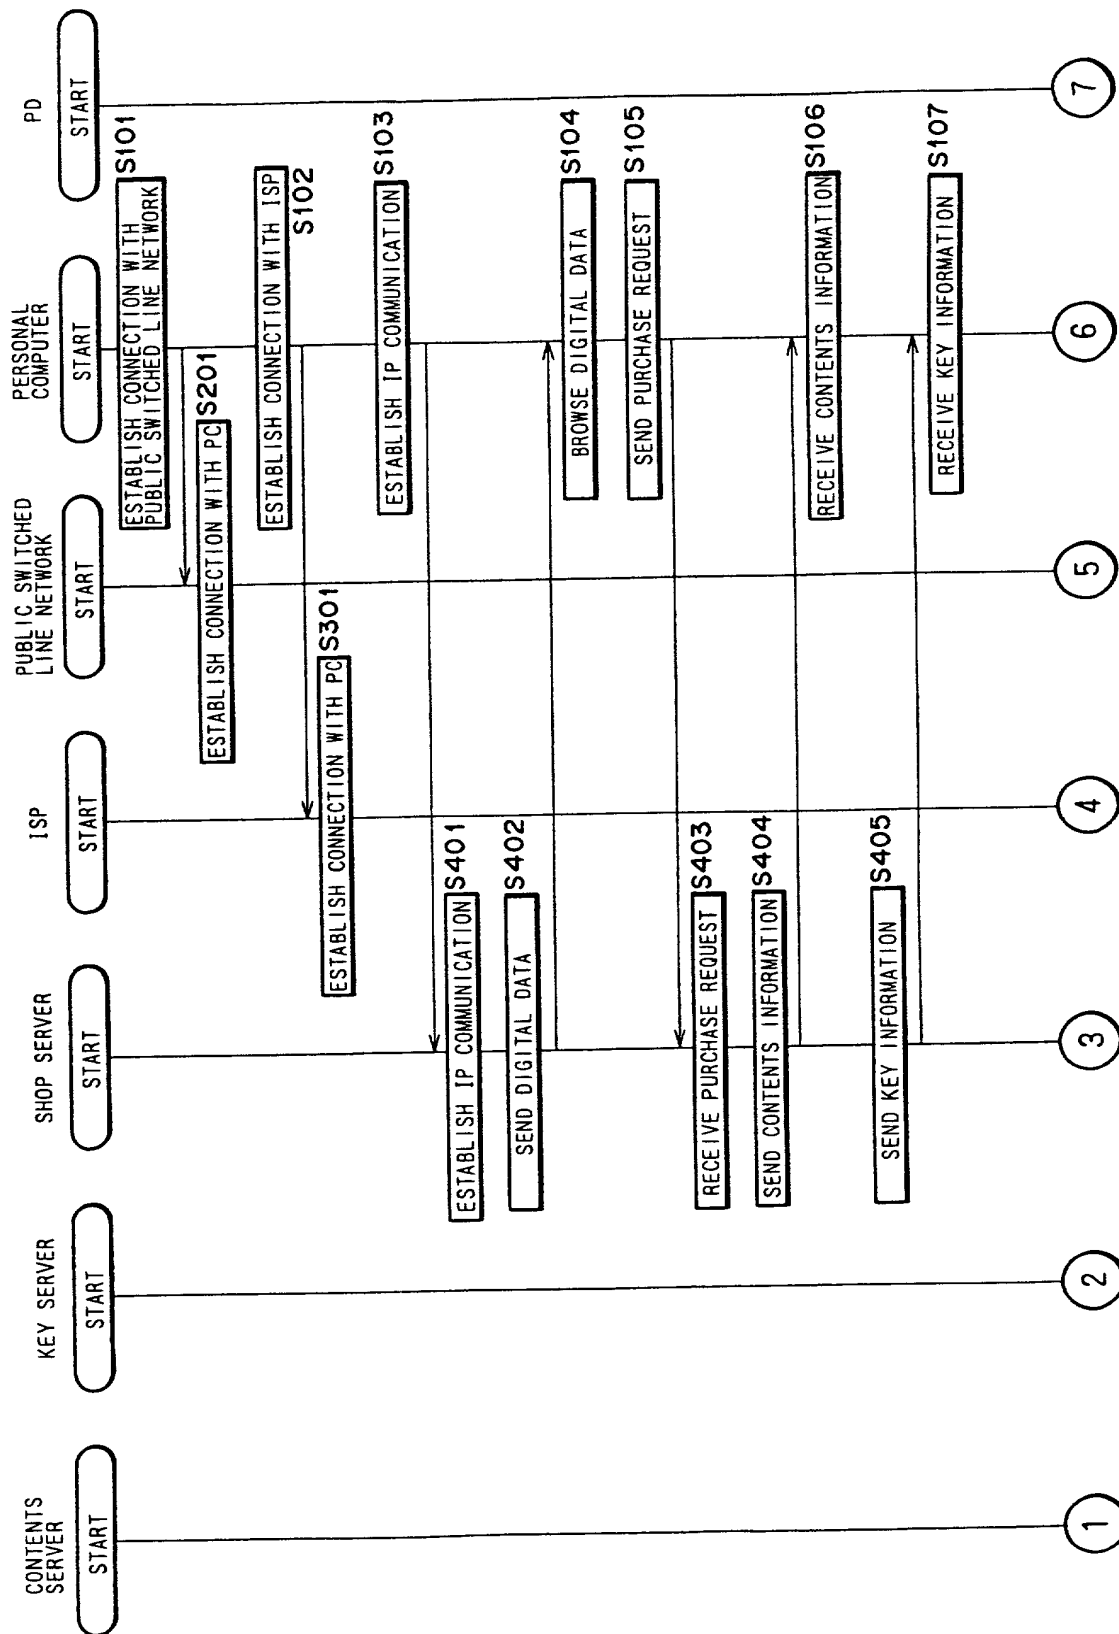 CONTENTS
SERVER
START
KEY SERVER
START
SHOP SERVER
START
ISP
START
PUBLIC SWITCHED
LINE NETWORK
START
PERSONAL
COMPUTER
START
PD
START
ESTABLISH CONNECTION WITH
PUBLIC SWITCHED LINE NETWORK
S101
ESTABLISH CONNECTION WITH PC
S201
ESTABLISH CONNECTION WITH ISP
S102
ESTABLISH CONNECTION WITH PC
S301
ESTABLISH IP COMMUNICATION
S103
ESTABLISH IP COMMUNICATION
S401
SEND DIGITAL DATA
S402
BROWSE DIGITAL DATA
S104
SEND PURCHASE REQUEST
S105
RECEIVE PURCHASE REQUEST
S403
SEND CONTENTS INFORMATION
S404
RECEIVE CONTENTS INFORMATION
S106
SEND KEY INFORMATION
S405
RECEIVE KEY INFORMATION
S107
1
2
3
4
5
6
7